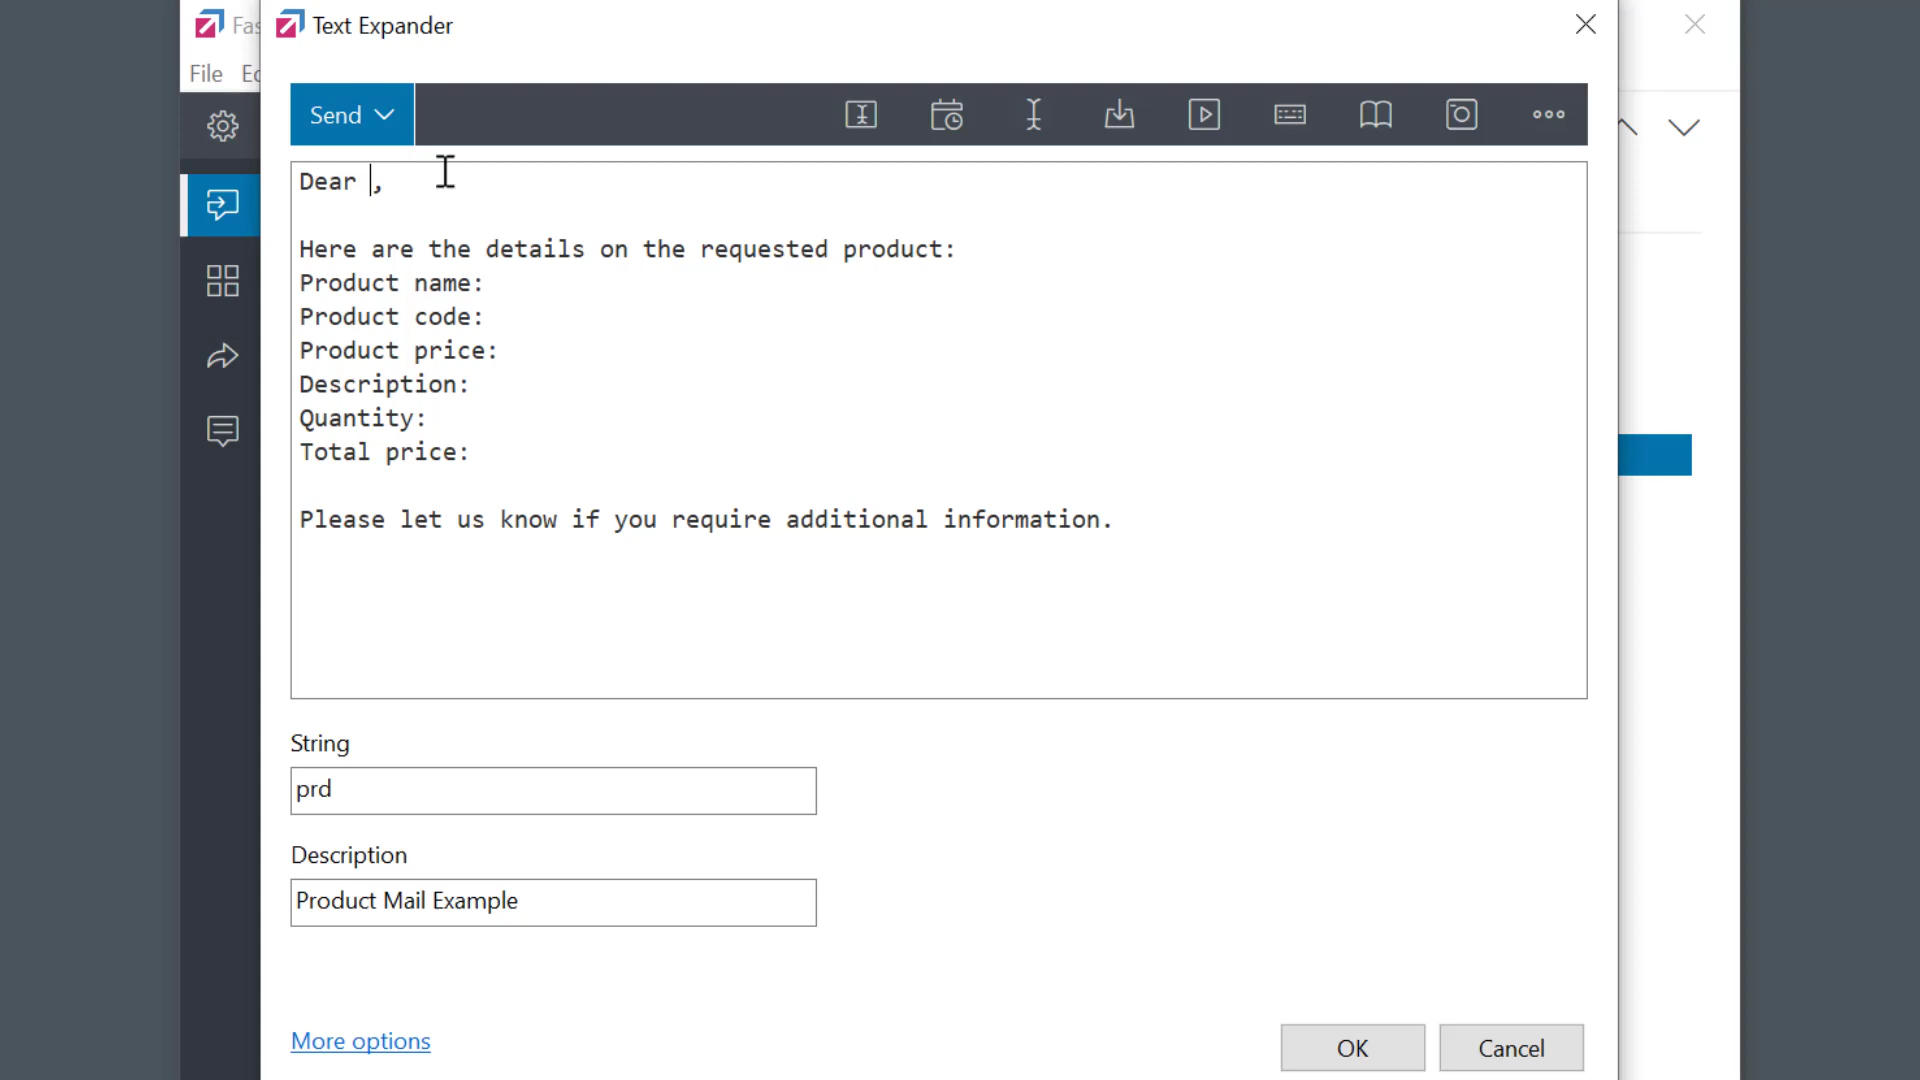 Text Expander
File
Send
Dear ,
Here are the details on the requested product:
Product name:
Product code:
Product price:
Description:
Quantity:
Total price:
Please let us know if you require additional information.
String
prd
Description
Product Mail Example
More options
OK
Cancel